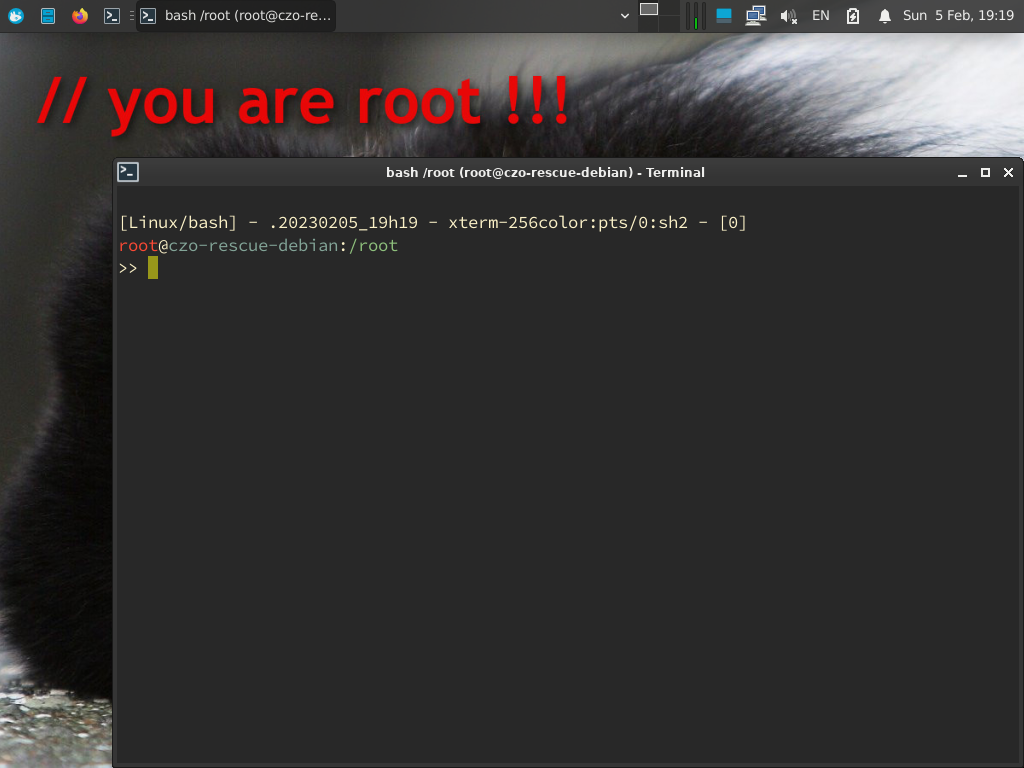 bash /root (root@czo-re...
EN
Sun 5 Feb, 19:19
// you are root !!!
bash /root (root@czo-rescue-debian) - Terminal
[Linux/bash] - .20230205_19h19 - xterm-256color:pts/0:sh2 - [0]
root@czo-rescue-debian:/root
>>